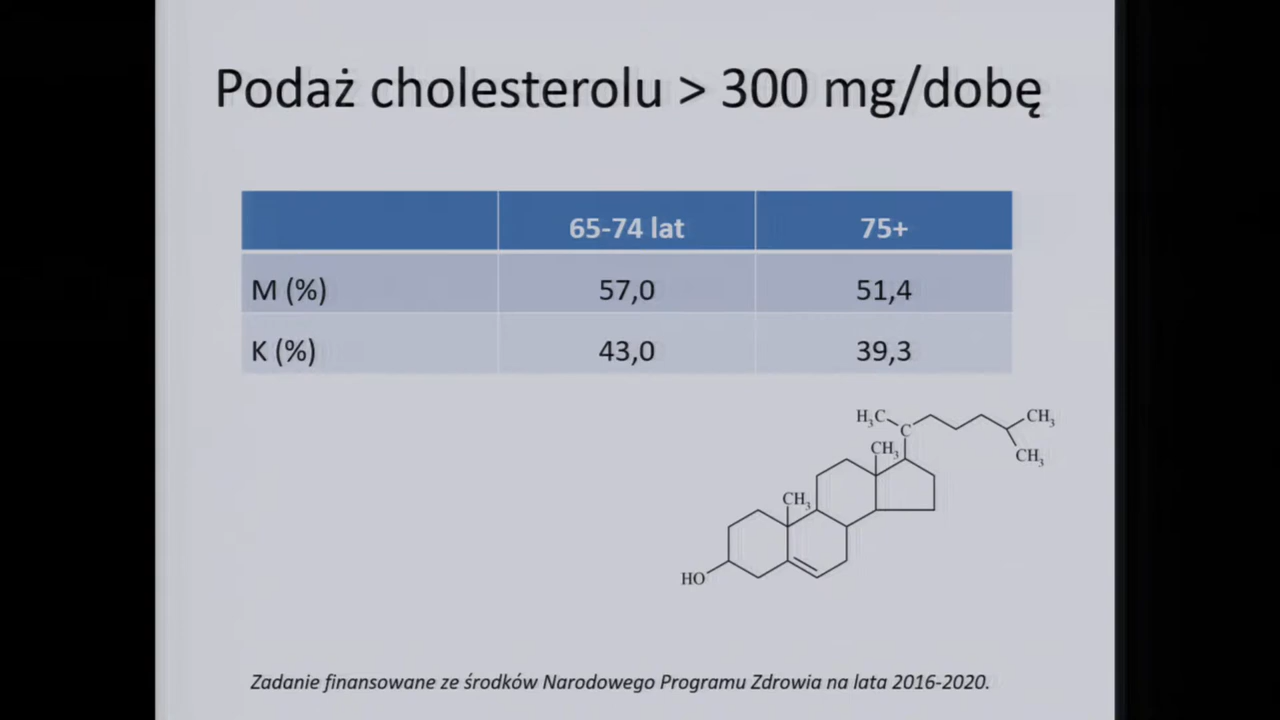 Podaż cholesterolu > 300 mg/dobę
65-74 lat 75+
M (%) 57,0 51,4
K (%) 43,0 39,3
H₃C CH₃
C
CH₃ CH₃
CH₃
HO
Zadanie finansowane ze środków Narodowego Programu Zdrowia na lata 2016-2020.